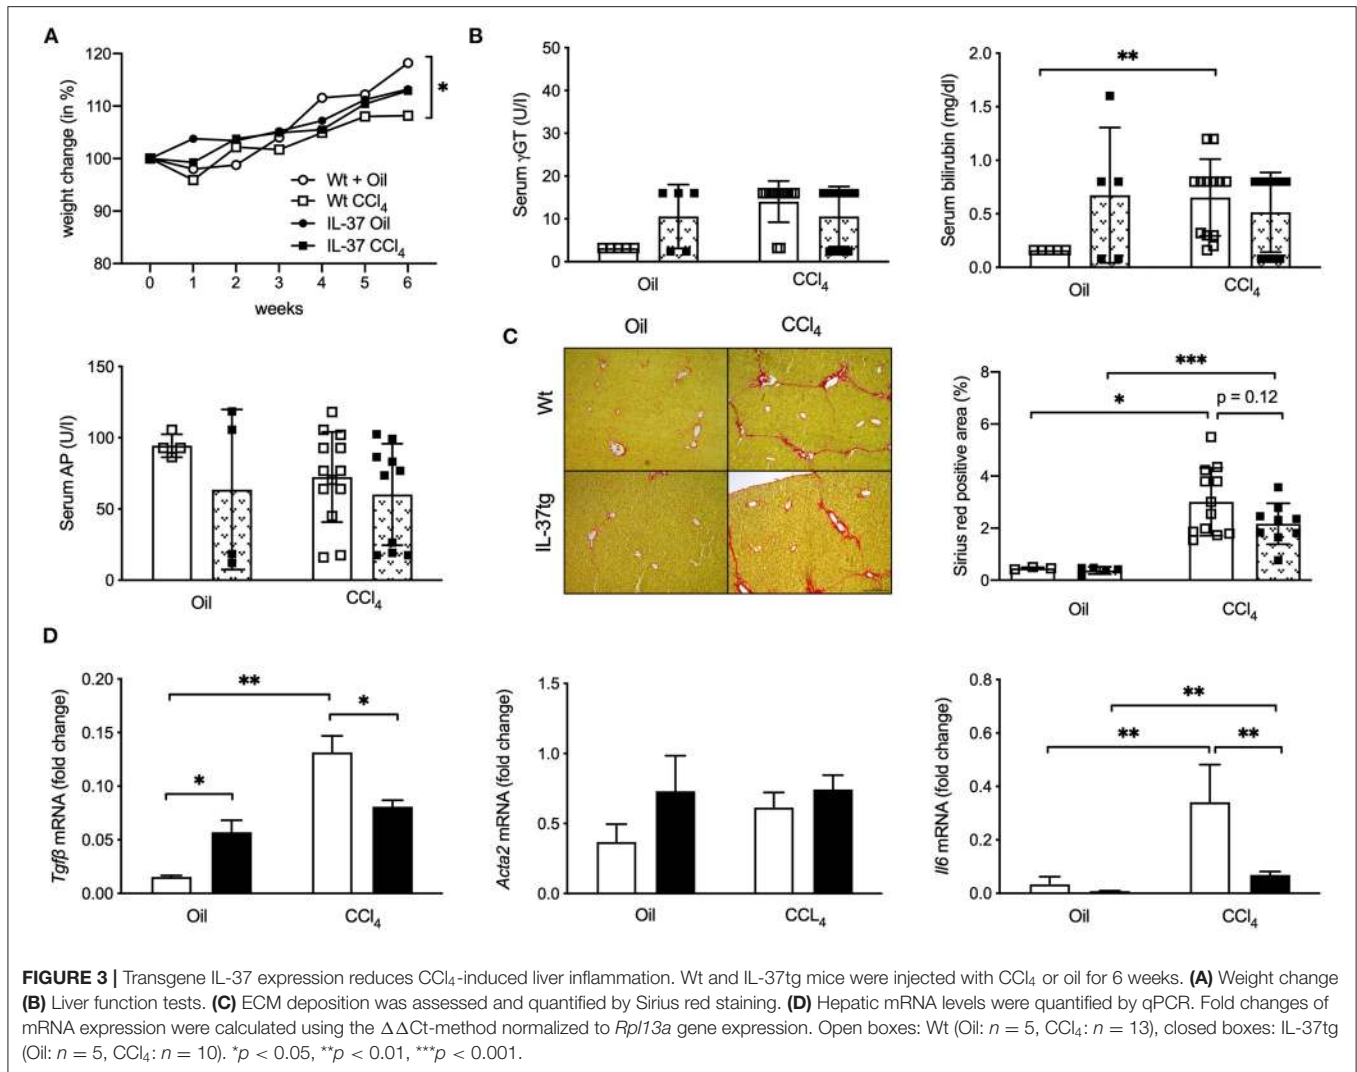 A
120
110
100
90
80
weight change (in %)
0 1 2 3 4 5 6
weeks
Wt + Oil
Wt CCl4
IL-37 Oil
IL-37 CCl4
*
B
50
40
30
20
10
0
Serum γGT (U/l)
Oil CCl4
2.0
1.5
1.0
0.5
0.0
Serum bilirubin (mg/dl)
**
Oil CCl4
150
100
50
0
Serum AP (U/l)
Oil CCl4
C
Oil CCl4
Wt
IL-37tg
8
6
4
2
0
Sirius red positive area (%)
***
*
p = 0.12
Oil CCl4
D
0.20
0.15
0.10
0.05
0.00
Tgfβ mRNA (fold change)
**
*
*
Oil CCl4
1.5
1.0
0.5
0.0
Acta2 mRNA (fold change)
Oil CCL4
0.8
0.6
0.4
0.2
0.0
Il6 mRNA (fold change)
**
**
**
Oil CCl4
FIGURE 3 | Transgene IL-37 expression reduces CCl4-induced liver inflammation. Wt and IL-37tg mice were injected with CCl4 or oil for 6 weeks. (A) Weight change
(B) Liver function tests. (C) ECM deposition was assessed and quantified by Sirius red staining. (D) Hepatic mRNA levels were quantified by qPCR. Fold changes of
mRNA expression were calculated using the ΔΔCt-method normalized to Rpl13a gene expression. Open boxes: Wt (Oil: n = 5, CCl4: n = 13), closed boxes: IL-37tg
(Oil: n = 5, CCl4: n = 10). *p < 0.05, **p < 0.01, ***p < 0.001.